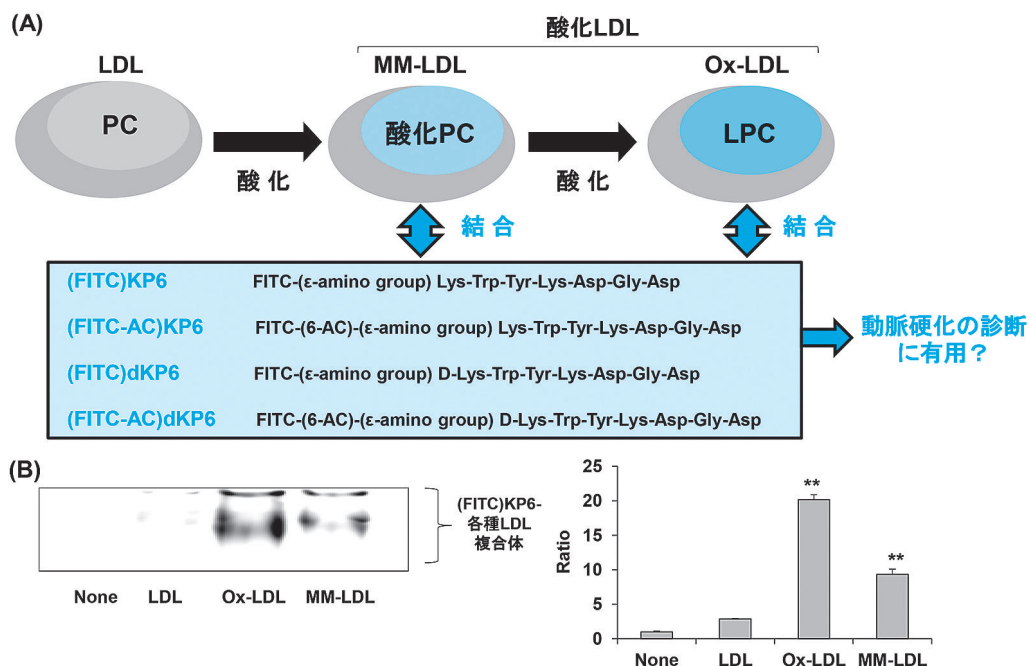 (A)
酸化LDL
LDL
MM-LDL
Ox-LDL
PC
酸化PC
LPC
酸 化
酸 化
結 合
結 合
(FITC)KP6 FITC-(ε-amino group) Lys-Trp-Tyr-Lys-Asp-Gly-Asp
(FITC-AC)KP6 FITC-(6-AC)-(ε-amino group) Lys-Trp-Tyr-Lys-Asp-Gly-Asp
(FITC)dKP6 FITC-(ε-amino group) D-Lys-Trp-Tyr-Lys-Asp-Gly-Asp
(FITC-AC)dKP6 FITC-(6-AC)-(ε-amino group) D-Lys-Trp-Tyr-Lys-Asp-Gly-Asp
動脈硬化の診断
に有用？
(B)
(FITC)KP6-
各種LDL
複合体
None LDL Ox-LDL MM-LDL
Ratio
25
20
15
10
5
0
**
**
None LDL Ox-LDL MM-LDL